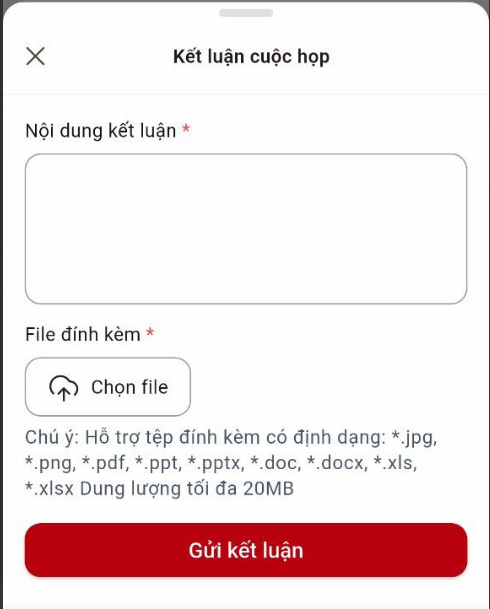 Kết luận cuộc họp
Nội dung kết luận *
File đính kèm *
Chọn file
Chú ý: Hỗ trợ tệp đính kèm có định dạng: *.jpg,
*.png, *.pdf, *.ppt, *.pptx, *.doc, *.docx, *.xls,
*.xlsx Dung lượng tối đa 20MB
Gửi kết luận